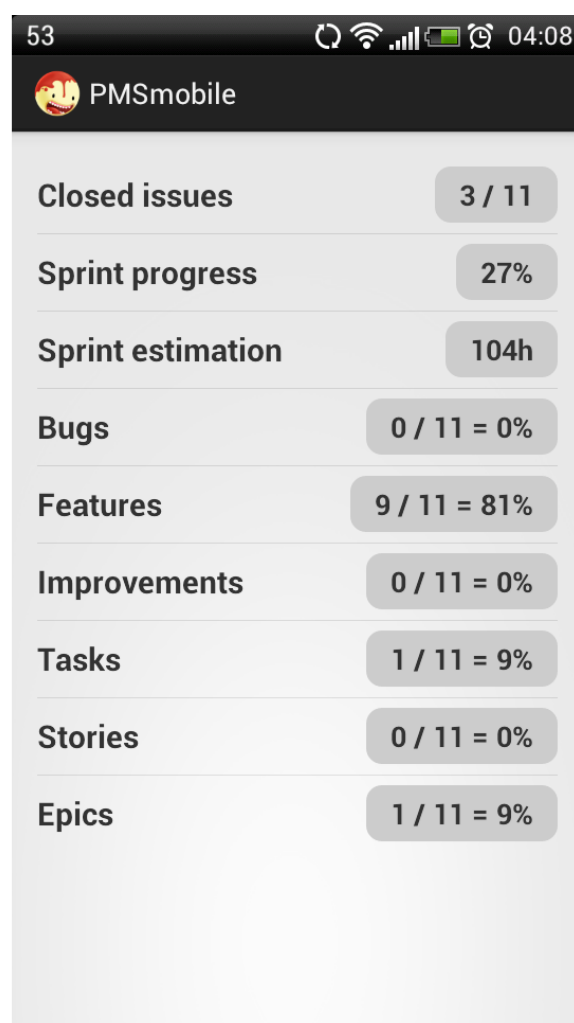 53 04:08
PMSmobile
Closed issues 3 / 11
Sprint progress 27%
Sprint estimation 104h
Bugs 0 / 11 = 0%
Features 9 / 11 = 81%
Improvements 0 / 11 = 0%
Tasks 1 / 11 = 9%
Stories 0 / 11 = 0%
Epics 1 / 11 = 9%